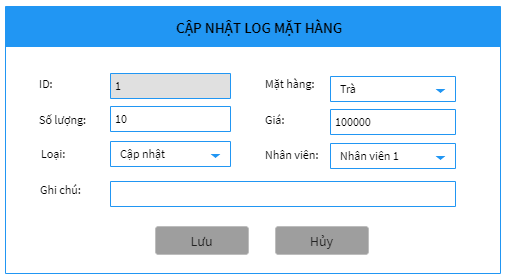 CẬP NHẬT LOG MẶT HÀNG
ID: 1 Mặt hàng: Trà
Số lượng: 10 Giá: 100000
Loại: Cập nhật Nhân viên: Nhân viên 1
Ghi chú:
Lưu Hủy